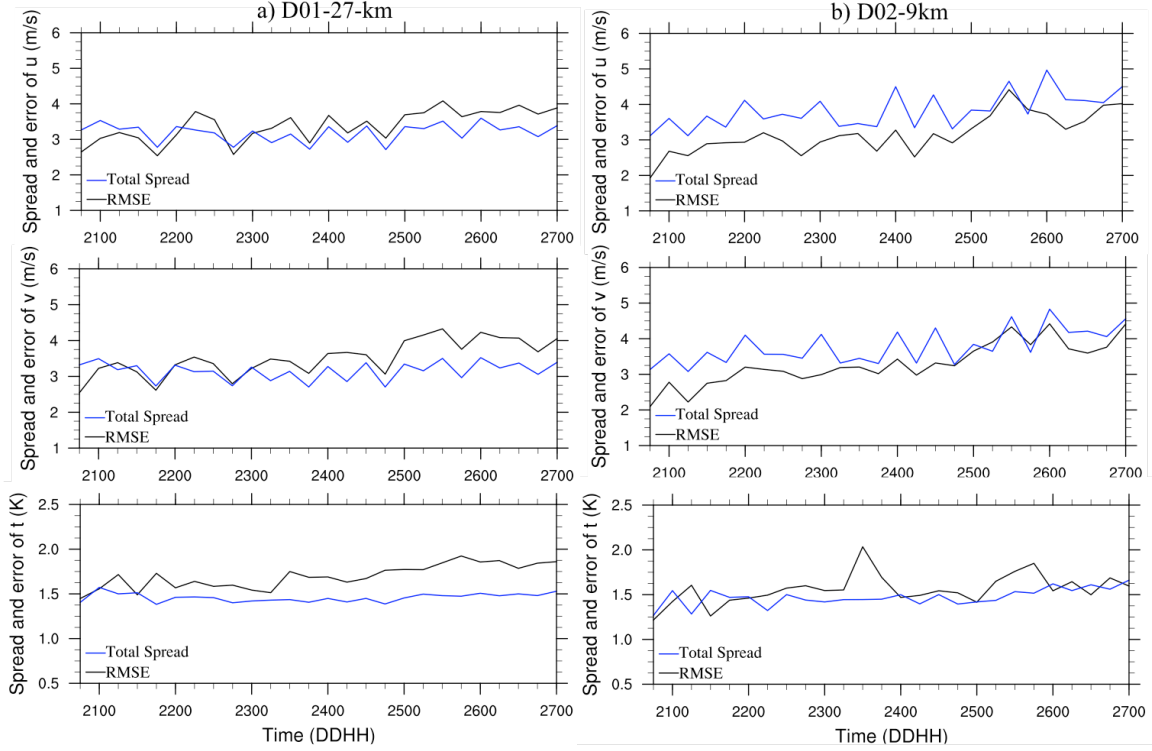 a) D01-27-km
Spread and error of u (m/s)
6
5
4
3
2
1
Total Spread
RMSE
2100 2200 2300 2400 2500 2600 2700
Spread and error of v (m/s)
6
5
4
3
2
1
Total Spread
RMSE
2100 2200 2300 2400 2500 2600 2700
Spread and error of t (K)
2.5
2.0
1.5
1.0
0.5
Total Spread
RMSE
2100 2200 2300 2400 2500 2600 2700
Time (DDHH)
b) D02-9km
Spread and error of u (m/s)
6
5
4
3
2
1
Total Spread
RMSE
2100 2200 2300 2400 2500 2600 2700
Spread and error of v (m/s)
6
5
4
3
2
1
Total Spread
RMSE
2100 2200 2300 2400 2500 2600 2700
Spread and error of t (K)
2.5
2.0
1.5
1.0
0.5
Total Spread
RMSE
2100 2200 2300 2400 2500 2600 2700
Time (DDHH)